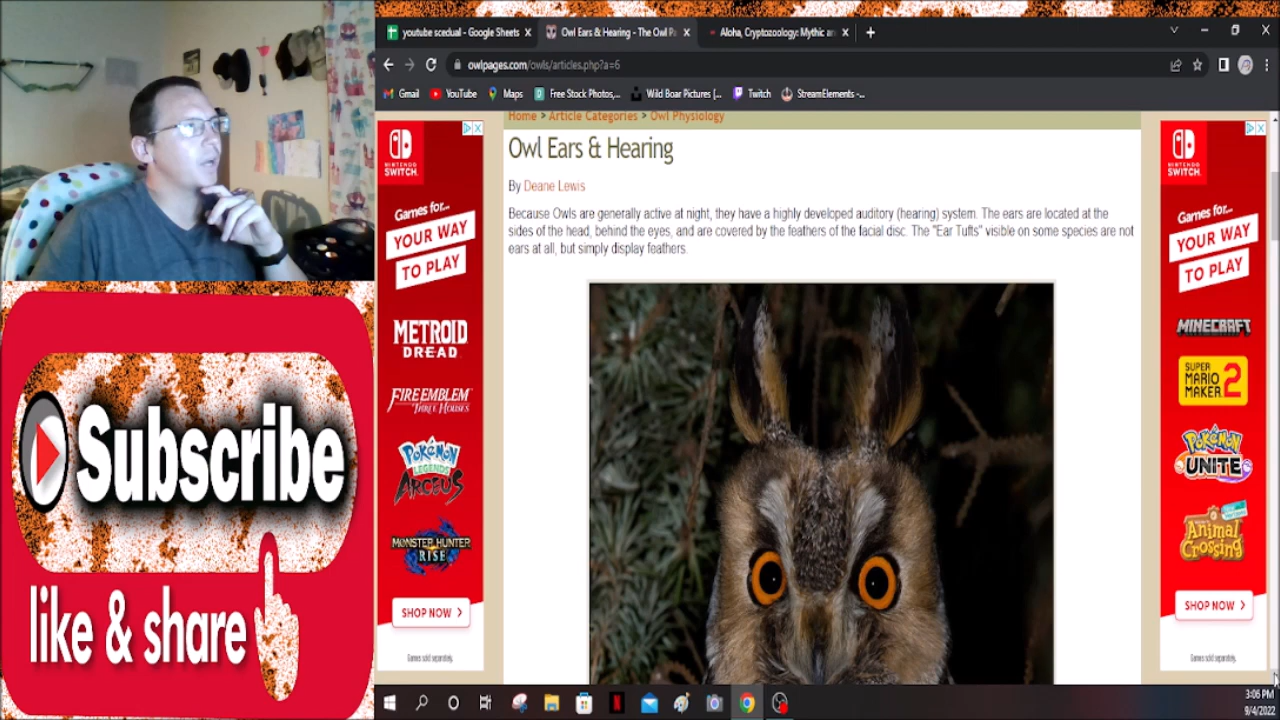 youtube scedual - Google Sheets
Owl Ears & Hearing - The Owl Pa
Aloha, Cryptozoology: Mythic an
owlpages.com/owls/articles.php?a=6
Gmail
YouTube
Maps
Free Stock Photos,...
Wild Boar Pictures [...
Twitch
StreamElements -...
Home > Article Categories > Owl Physiology
Owl Ears & Hearing
By Deane Lewis
Because Owls are generally active at night, they have a highly developed auditory (hearing) system. The ears are located at the
sides of the head, behind the eyes, and are covered by the feathers of the facial disc. The "Ear Tufts" visible on some species are not
ears at all, but simply display feathers.
NINTENDO
SWITCH
Games for...
YOUR WAY
TO PLAY
METROID
DREAD
FIRE EMBLEM
THREE HOUSES
POKéMON
LEGENDS
ARCEUS
MONSTER HUNTER
RISE
SHOP NOW >
Games sold separately.
NINTENDO
SWITCH
Games for...
YOUR WAY
TO PLAY
MINECRAFT
SUPER
MARIO
MAKER 2
POKéMON
UNITE
Animal
Crossing
SHOP NOW >
Games sold separately.
Subscribe
like & share
3:06 PM
9/4/2022